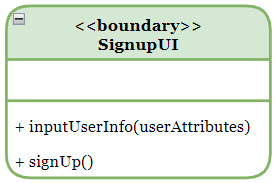 <<boundary>>
SignupUI
+ inputUserInfo(userAttributes)
+ signUp()